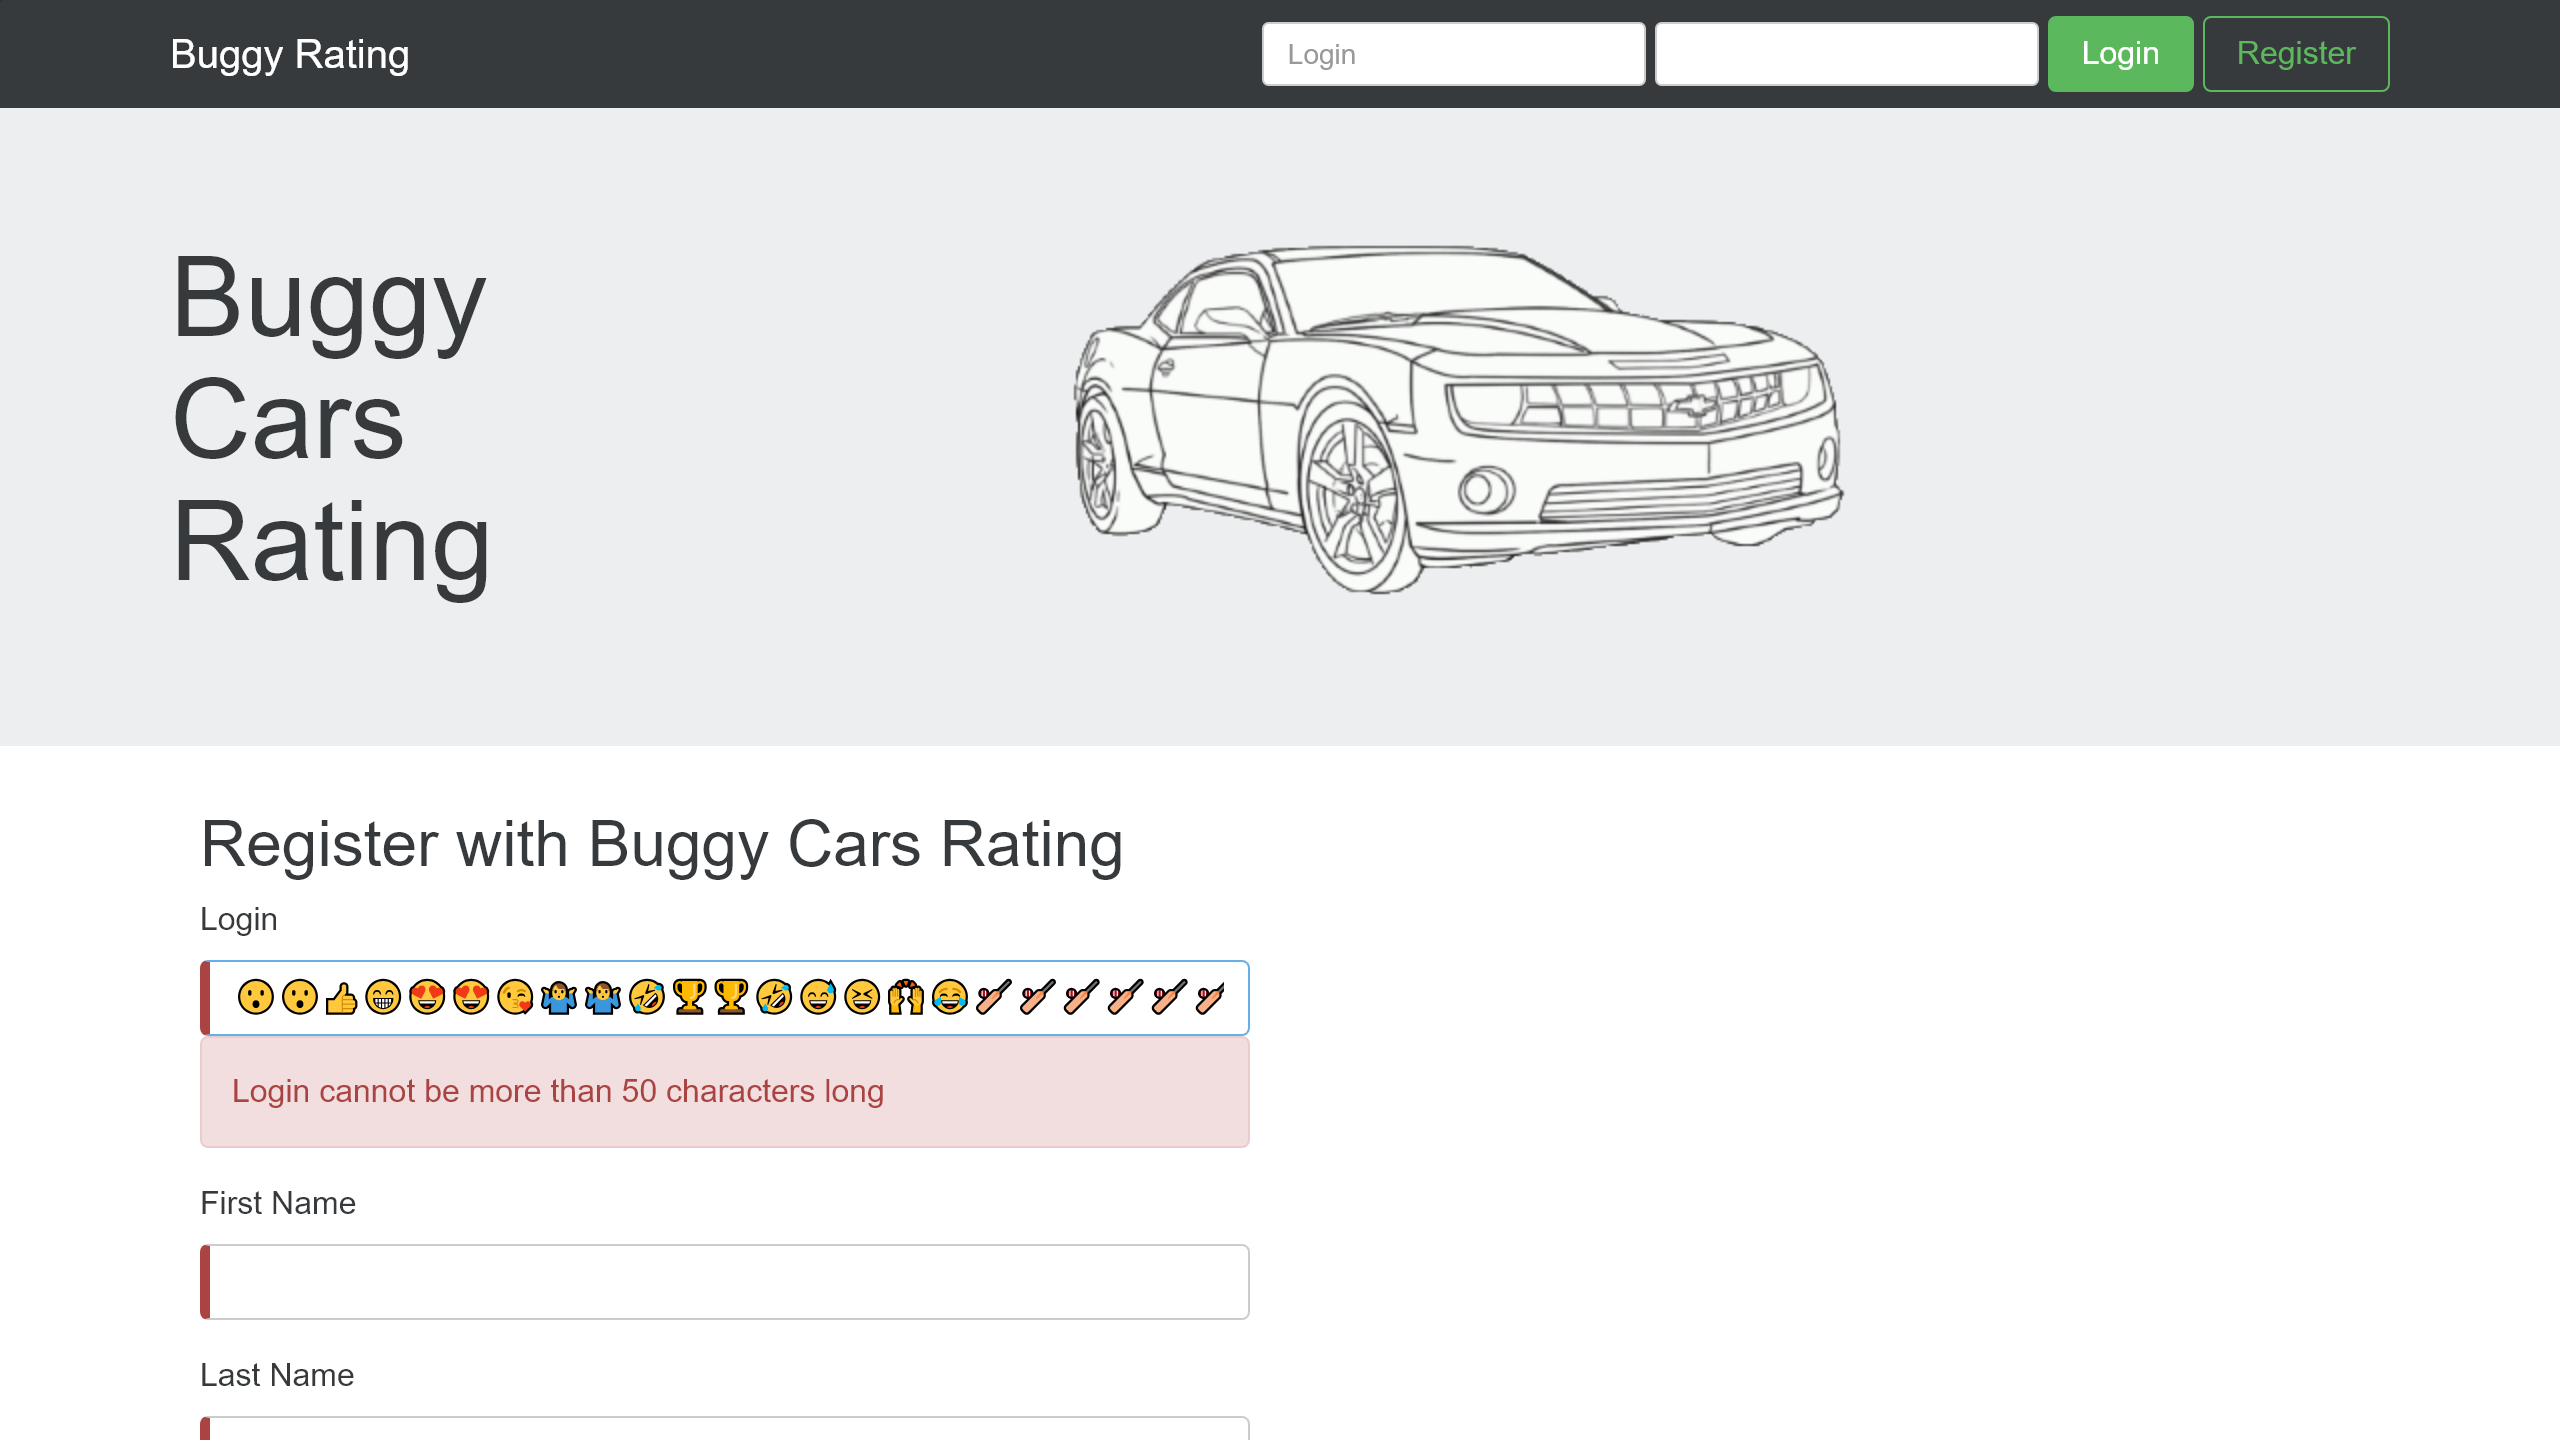 Buggy Rating
Login
Login
Register
Buggy
Cars
Rating
Register with Buggy Cars Rating
Login
😮😮👍😁😍😍😘🤷‍♂️🤷‍♂️🤣🏆🏆🤣😅😆🙌😂🏏🏏🏏🏏🏏🏏
Login cannot be more than 50 characters long
First Name
Last Name